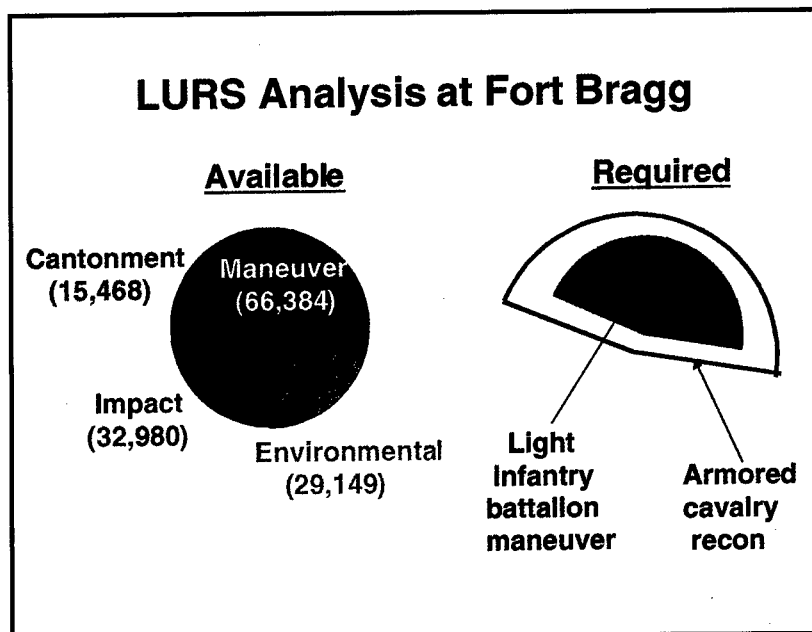 LURS Analysis at Fort Bragg
Available
Cantonment
(15,468)
Maneuver
(66,384)
Impact
(32,980)
Environmental
(29,149)
Required
Light
Infantry
battallon
maneuver
Armored
cavalry
recon